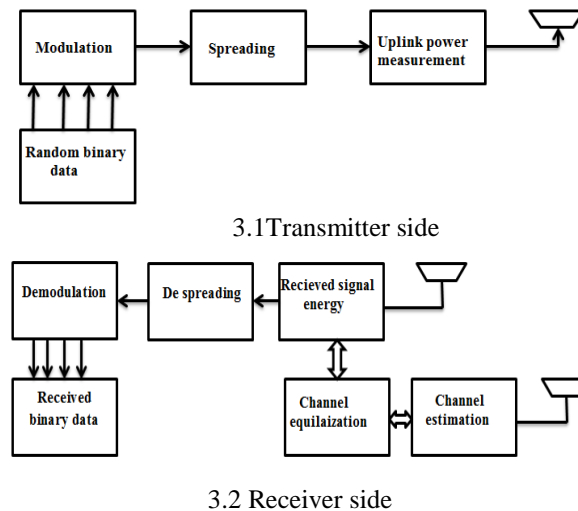 Modulation
Spreading
Uplink power
measurement
Random binary
data
3.1Transmitter side
Demodulation
De spreading
Recieved signal
energy
Received
binary data
Channel
equilaization
Channel
estimation
3.2 Receiver side